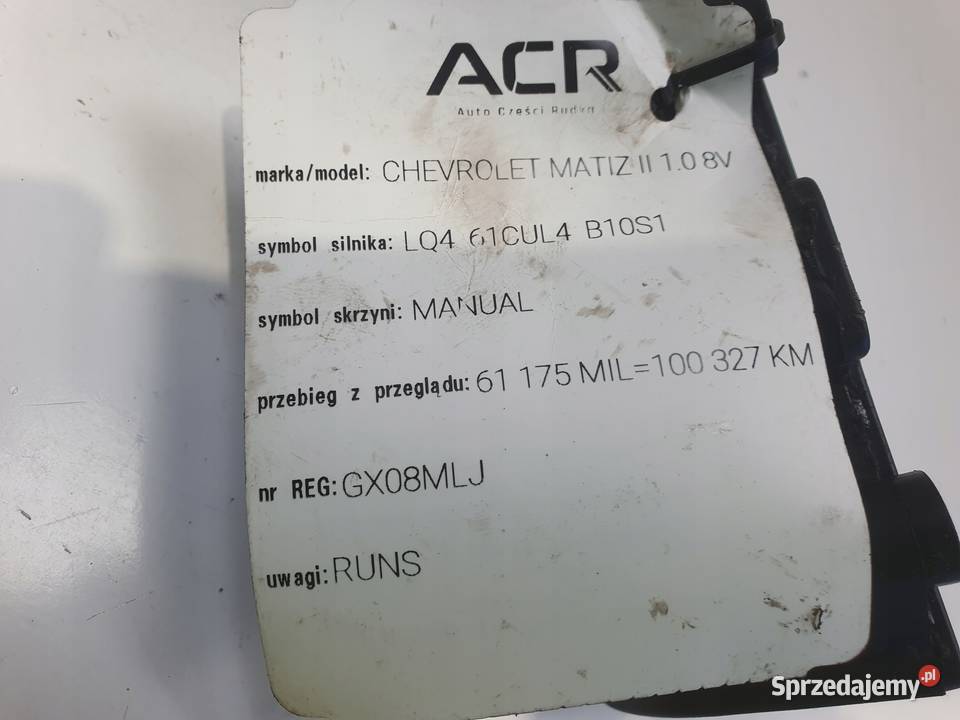 ACR
Auto Części Rudka
marka/model: CHEVROLET MATIZ II 1.0 8V
symbol silnika: LQ4 61CUL4 B10S1
symbol skrzyni: MANUAL
przebieg z przeglądu: 61 175 MIL=100 327 KM
nr REG: GX08MLJ
uwagi: RUNS
Sprzedajemy.pl